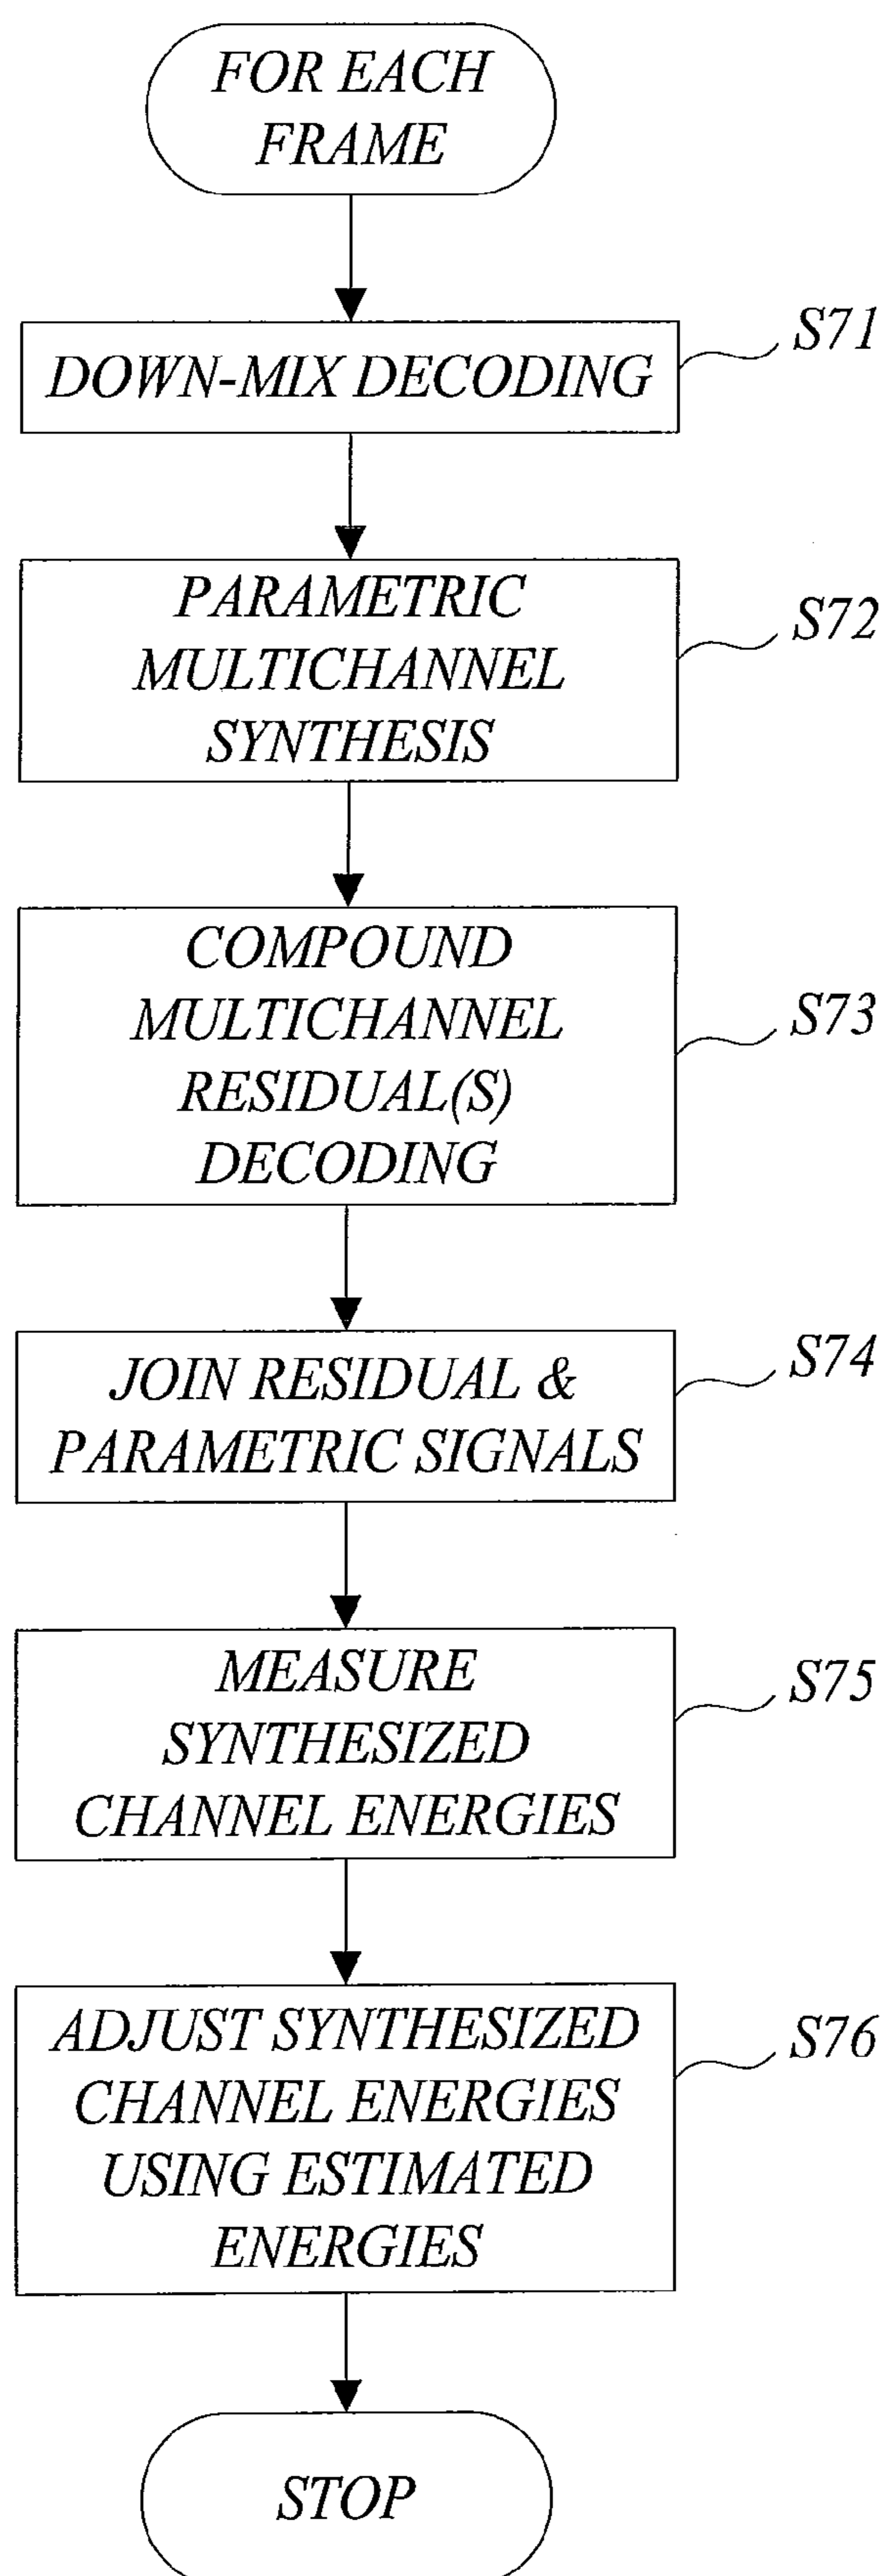 FOR EACH
FRAME
DOWN-MIX DECODING
S71
PARAMETRIC
MULTICHANNEL
SYNTHESIS
S72
COMPOUND
MULTICHANNEL
RESIDUAL(S)
DECODING
S73
JOIN RESIDUAL &
PARAMETRIC SIGNALS
S74
MEASURE
SYNTHESIZED
CHANNEL ENERGIES
S75
ADJUST SYNTHESIZED
CHANNEL ENERGIES
USING ESTIMATED
ENERGIES
S76
STOP